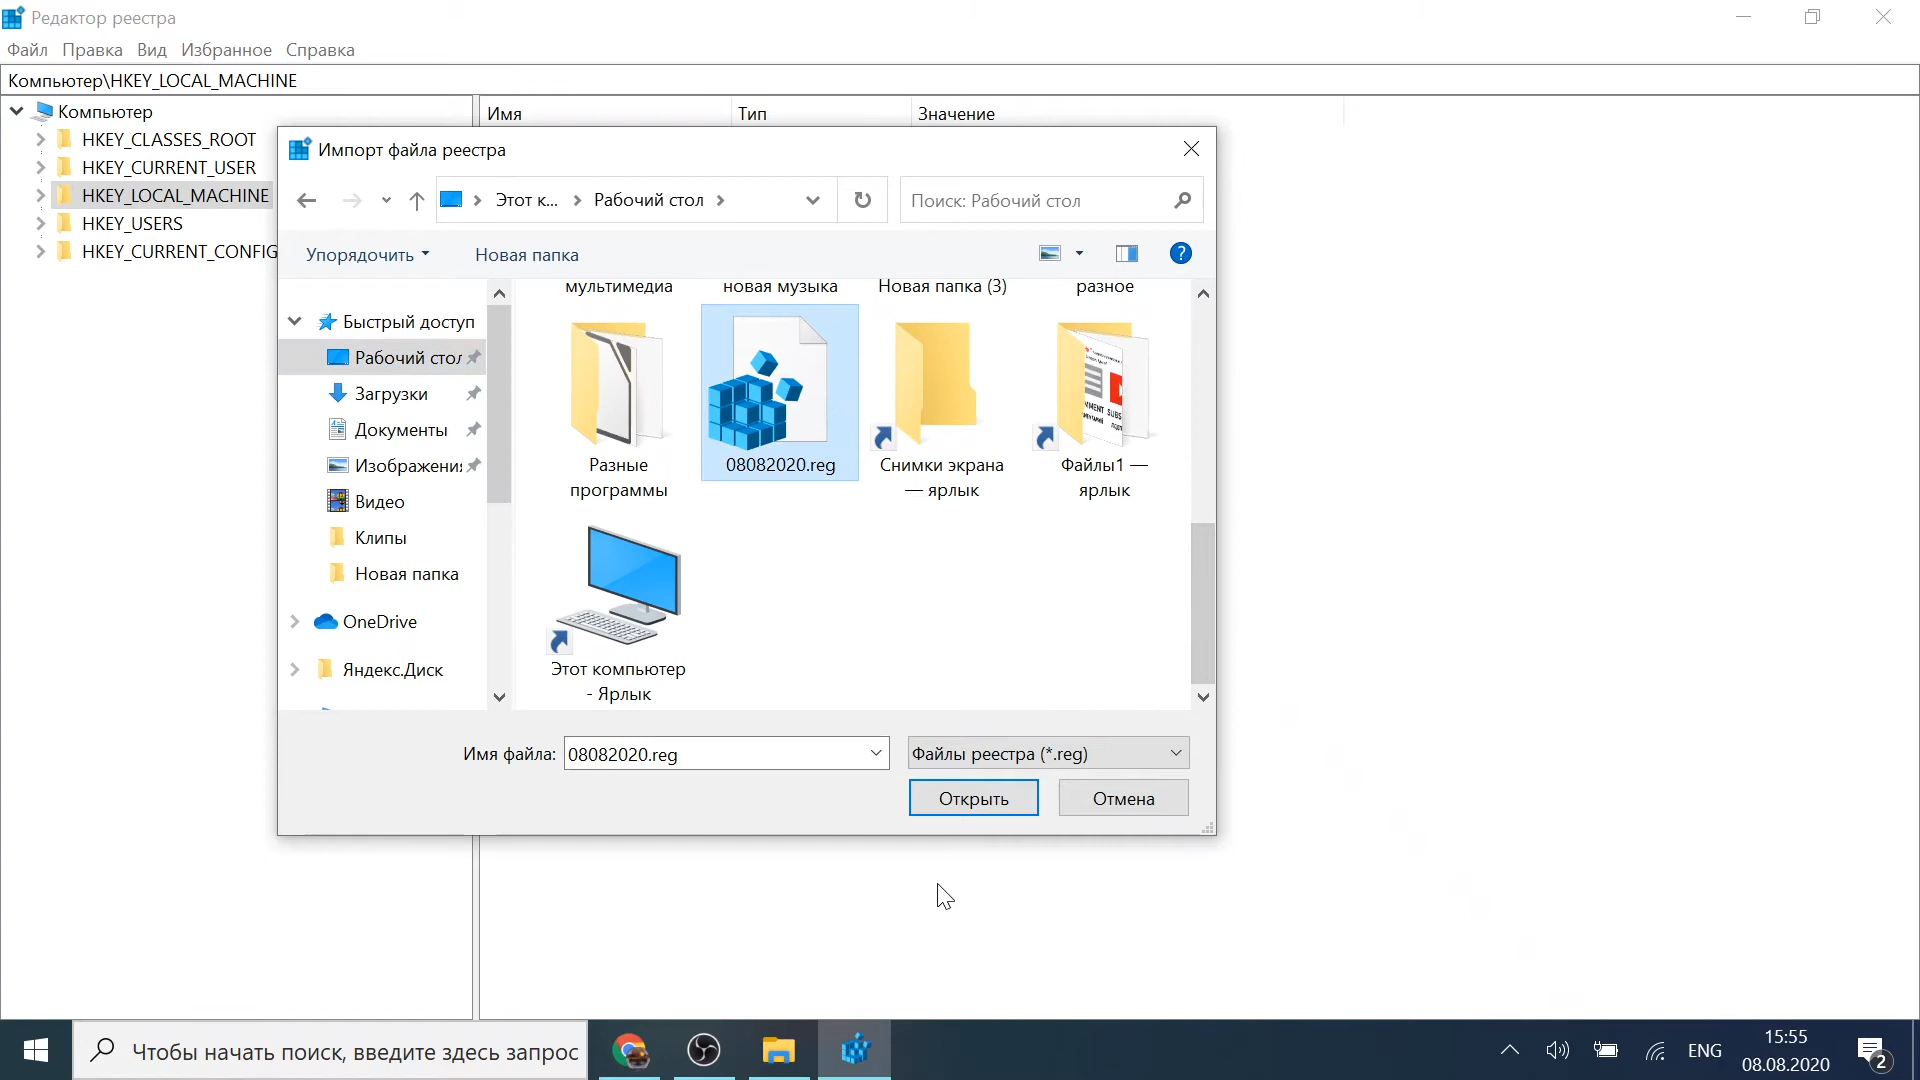 Редактор реестра
Файл Правка Вид Избранное Справка
Компьютер\HKEY_LOCAL_MACHINE
Компьютер
HKEY_CLASSES_ROOT
HKEY_CURRENT_USER
HKEY_LOCAL_MACHINE
HKEY_USERS
HKEY_CURRENT_CONFIG
Имя Тип Значение
Импорт файла реестра
Этот к... Рабочий стол
Поиск: Рабочий стол
Упорядочить Новая папка
Быстрый доступ
Рабочий стол
Загрузки
Документы
Изображения
Видео
Клипы
Новая папка
OneDrive
Яндекс.Диск
мультимедиа новая музыка Новая папка (3) разное
Разные программы
08082020.reg
Снимки экрана — ярлык
Файлы1 — ярлык
Этот компьютер - Ярлык
Имя файла: 08082020.reg Файлы реестра (*.reg)
Открыть Отмена
Чтобы начать поиск, введите здесь запрос
ENG
15:55
08.08.2020
2